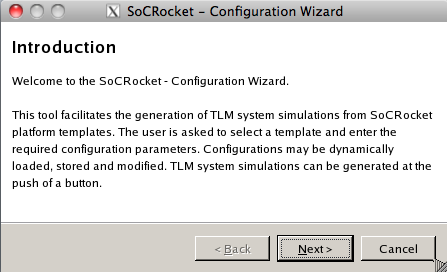 SoCRocket - Configuration Wizard
Introduction
Welcome to the SoCRocket - Configuration Wizard.
This tool facilitates the generation of TLM system simulations from SoCRocket
platform templates. The user is asked to select a template and enter the
required configuration parameters. Configurations may be dynamically
loaded, stored and modified. TLM system simulations can be generated at the
push of a button.
< Back Next > Cancel